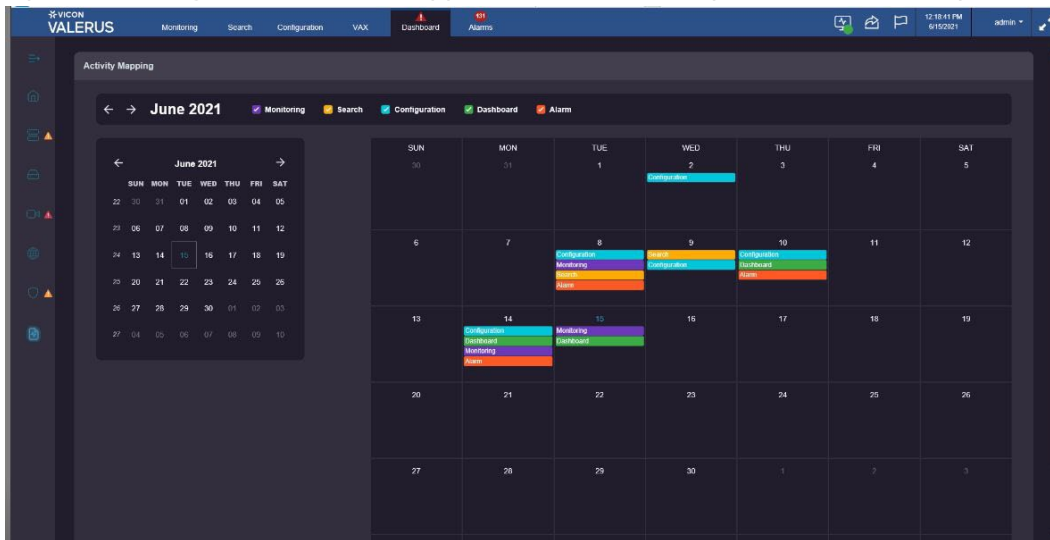 VICON
VALERUS
Monitoring Search Configuration VAX Dashboard 131 Alarms
12:18:41 PM
6/15/2021
admin
Activity Mapping
June 2021 Monitoring Search Configuration Dashboard Alarm
June 2021
SUN MON TUE WED THU FRI SAT
22 30 31 01 02 03 04 05
23 06 07 08 09 10 11 12
24 13 14 15 16 17 18 19
25 20 21 22 23 24 25 26
26 27 28 29 30 01 02 03
27 04 05 06 07 08 09 10
SUN MON TUE WED THU FRI SAT
30 31 1 2 3 4 5
Configuration
6 7 8 9 10 11 12
Configuration Search Configuration
Monitoring Configuration Dashboard
Search Alarm
Alarm
13 14 15 16 17 18 19
Configuration Monitoring
Dashboard Dashboard
Monitoring
Alarm
20 21 22 23 24 25 26
27 28 29 30 1 2 3